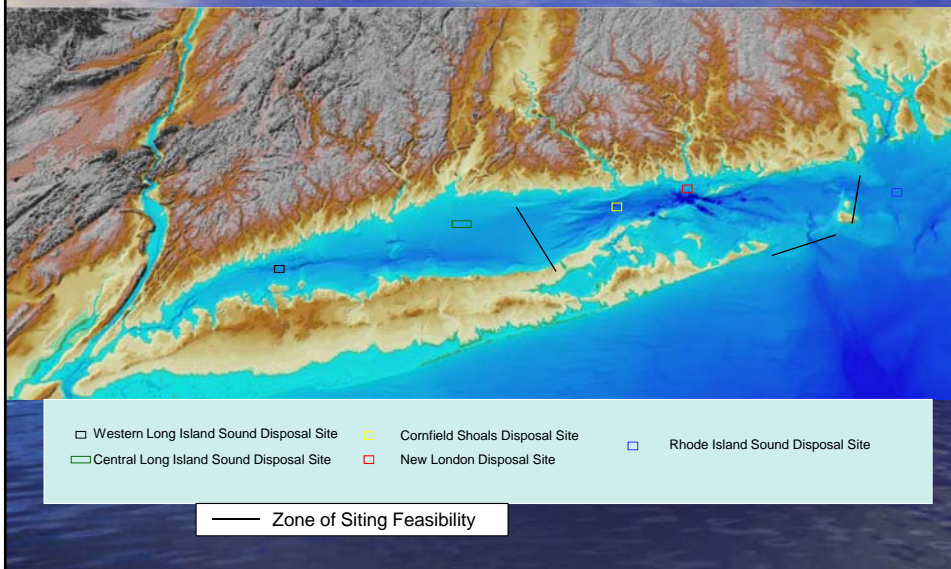 Western Long Island Sound Disposal Site
Central Long Island Sound Disposal Site
Cornfield Shoals Disposal Site
New London Disposal Site
Rhode Island Sound Disposal Site
Zone of Siting Feasibility